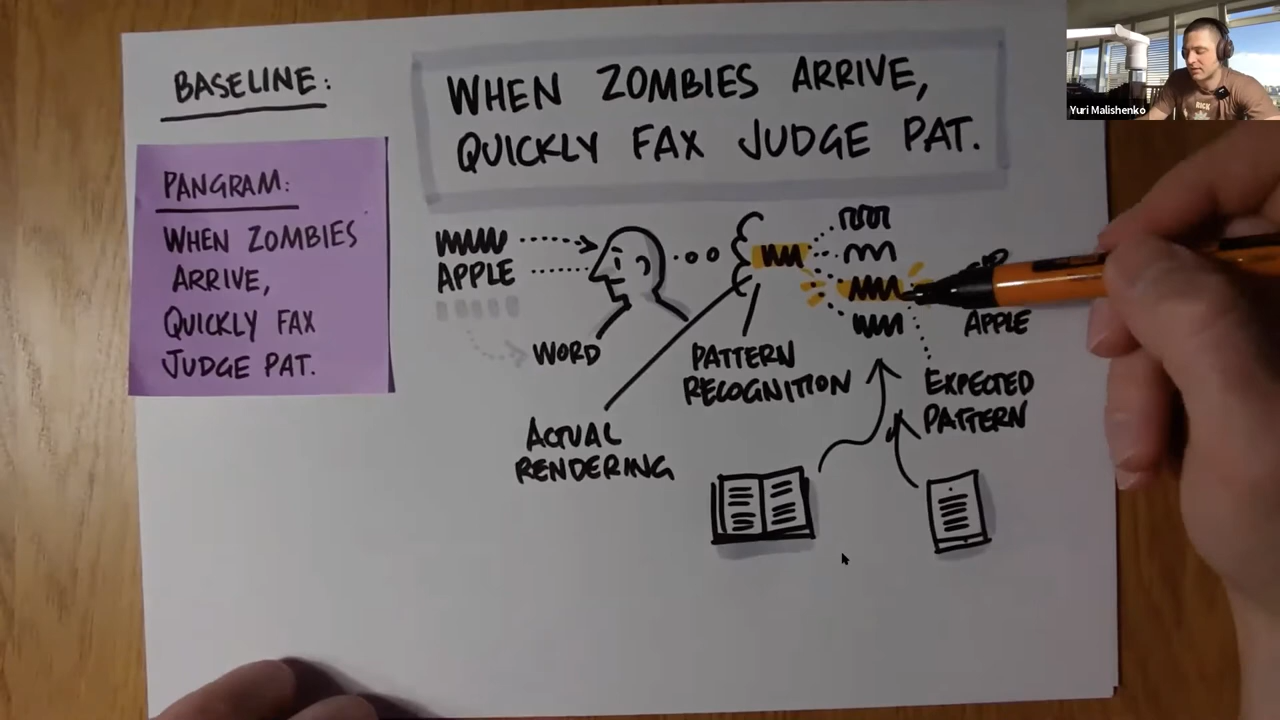 BASELINE:
WHEN ZOMBIES ARRIVE,
QUICKLY FAX JUDGE PAT.
PANGRAM:
WHEN ZOMBIES
ARRIVE,
QUICKLY FAX
JUDGE PAT.
APPLE
WORD
PATTERN
RECOGNITION
ACTUAL
RENDERING
APPLE
EXPECTED
PATTERN
Yuri Malishenko
RICK